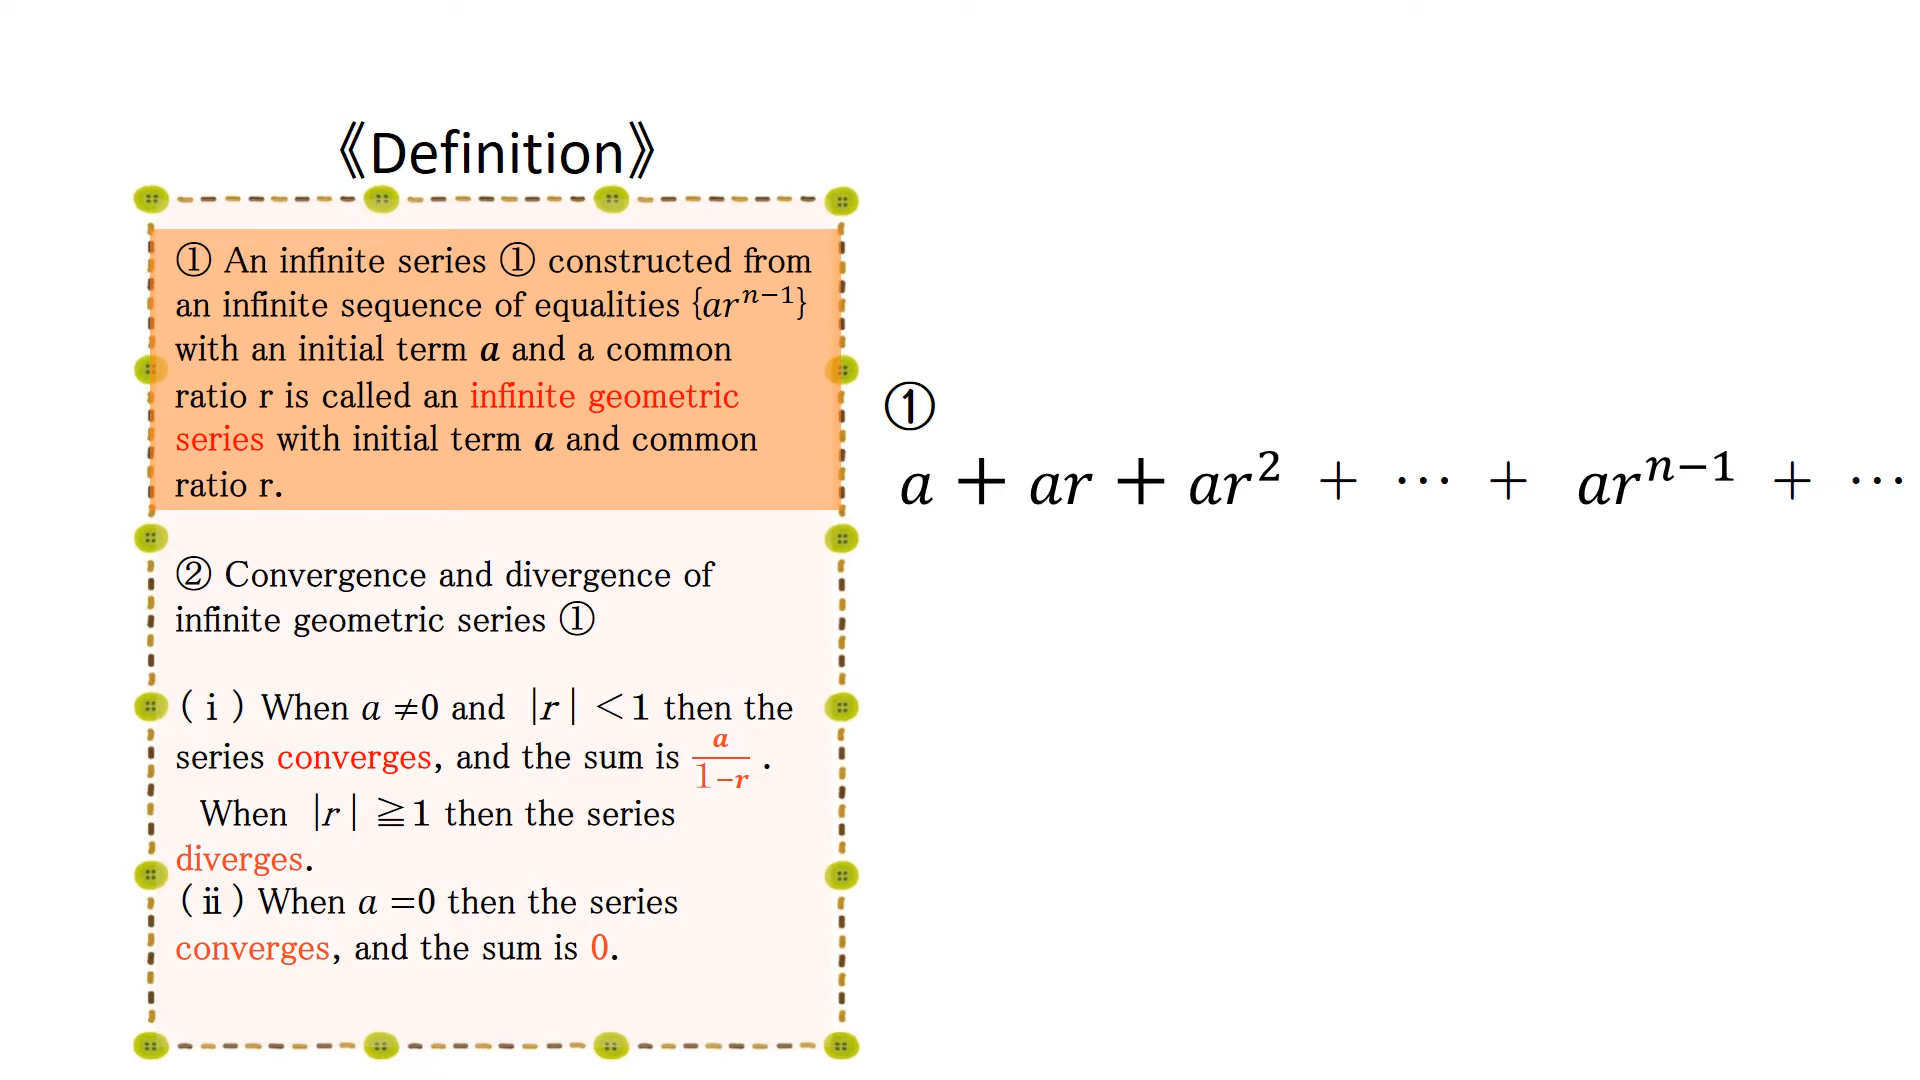 《Definition》
① An infinite series ① constructed from
an infinite sequence of equalities {arⁿ⁻¹}
with an initial term a and a common
ratio r is called an infinite geometric
series with initial term a and common
ratio r.
② Convergence and divergence of
infinite geometric series ①
(ⅰ) When a ≠0 and |r| <1 then the
series converges, and the sum is a/(1−r) .
When |r| ≧1 then the series
diverges.
(ⅱ) When a =0 then the series
converges, and the sum is 0.
①
a + ar + ar² + ⋯ + arⁿ⁻¹ + ⋯